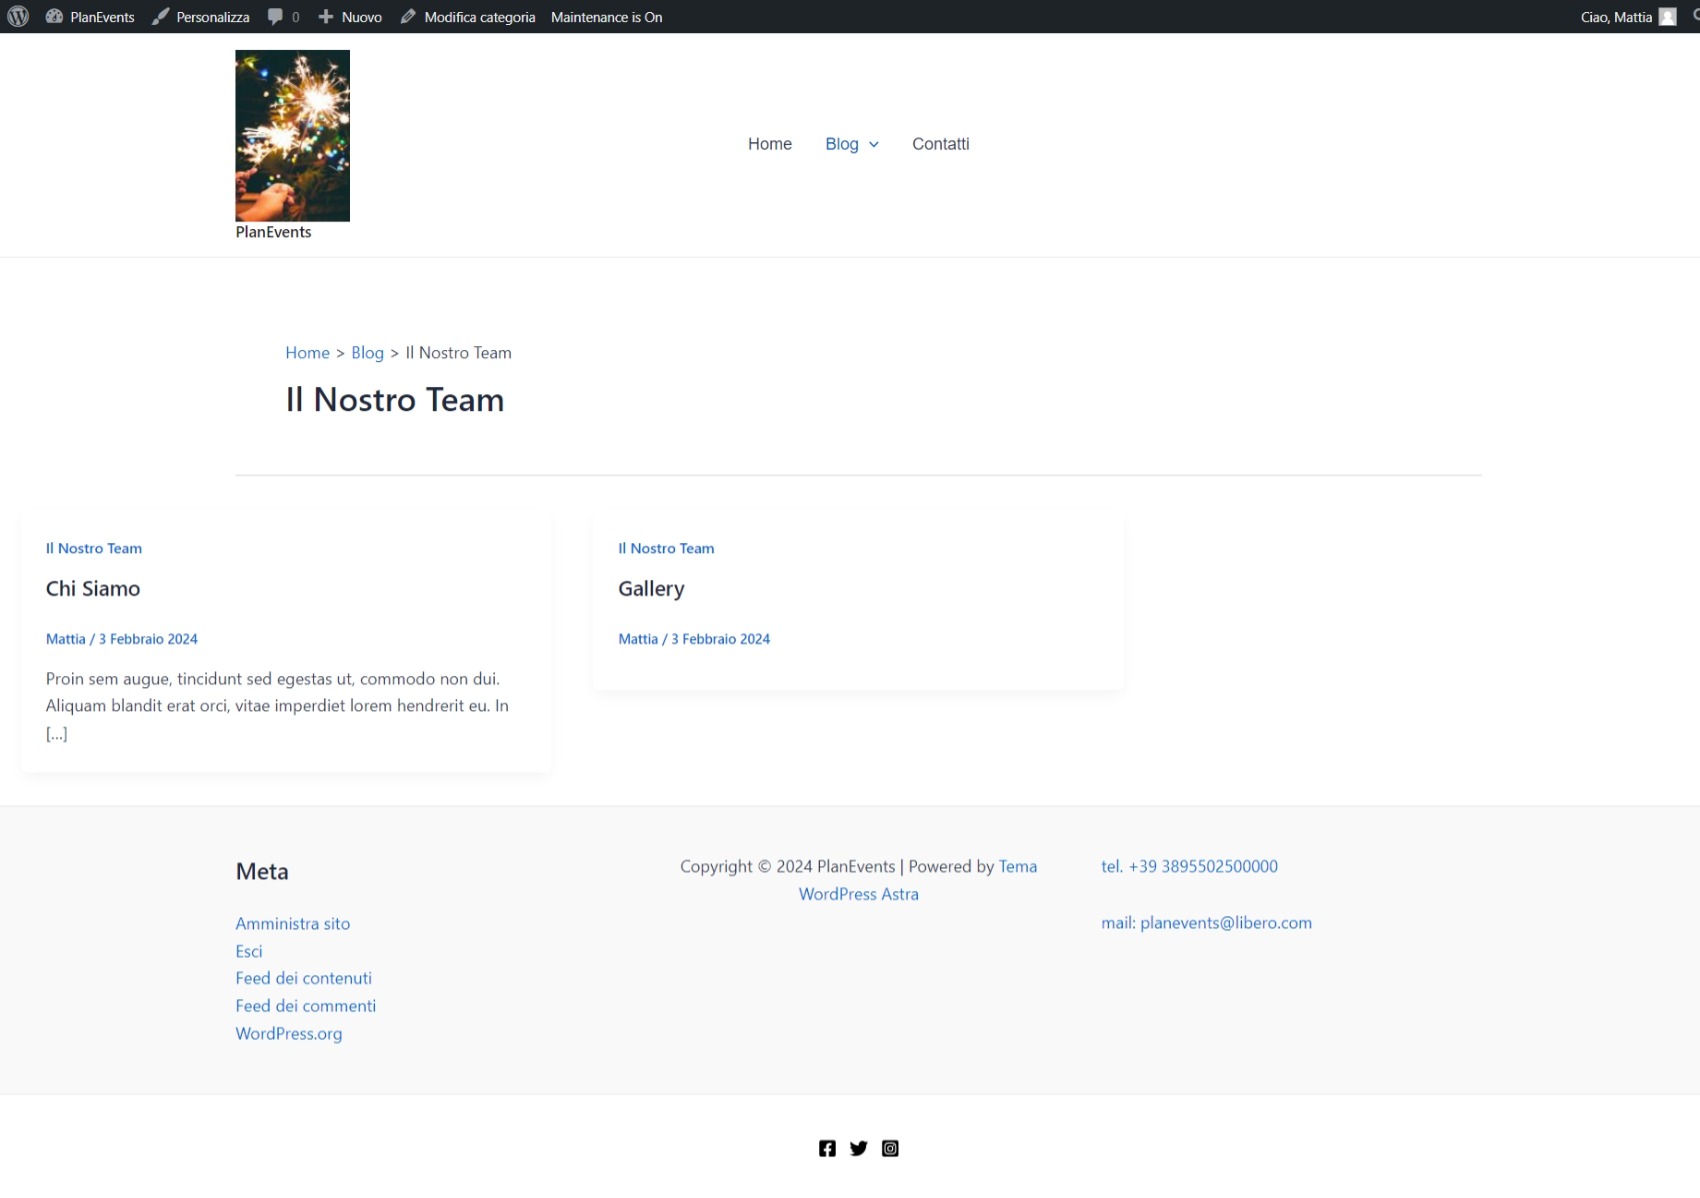 PlanEvents Personalizza 0 Nuovo Modifica categoria Maintenance is On Ciao, Mattia
Home Blog Contatti
PlanEvents
Home > Blog > Il Nostro Team
Il Nostro Team
Il Nostro Team
Chi Siamo
Mattia / 3 Febbraio 2024
Proin sem augue, tincidunt sed egestas ut, commodo non dui.
Aliquam blandit erat orci, vitae imperdiet lorem hendrerit eu. In
[…]
Il Nostro Team
Gallery
Mattia / 3 Febbraio 2024
Meta
Amministra sito
Esci
Feed dei contenuti
Feed dei commenti
WordPress.org
Copyright © 2024 PlanEvents | Powered by Tema
WordPress Astra
tel. +39 3895502500000
mail: planevents@libero.com